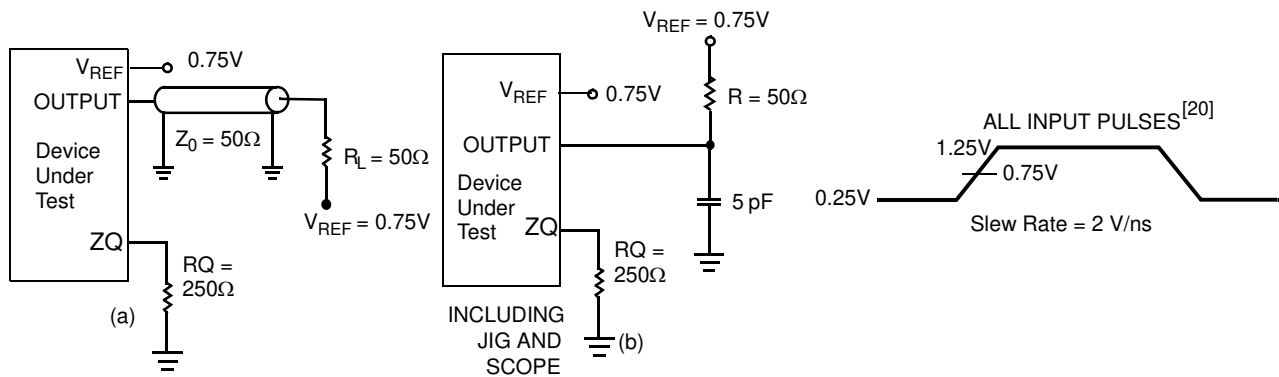 V_REF 0.75V
OUTPUT
Z_0 = 50Ω
Device
Under
Test
R_L = 50Ω
V_REF = 0.75V
ZQ
RQ =
250Ω
(a)
V_REF = 0.75V
V_REF 0.75V
R = 50Ω
OUTPUT
Device
Under
Test
5 pF
ZQ
RQ =
250Ω
INCLUDING
JIG AND
SCOPE
(b)
ALL INPUT PULSES[20]
1.25V
0.75V
0.25V
Slew Rate = 2 V/ns